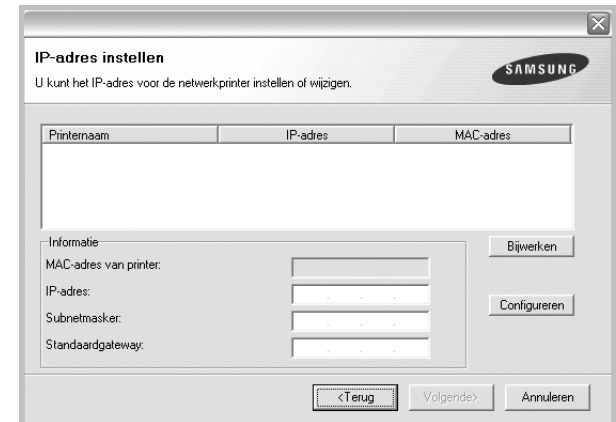 IP-adres instellen
U kunt het IP-adres voor de netwerkprinter instellen of wijzigen.
SAMSUNG
Printernaam IP-adres MAC-adres
Informatie
MAC-adres van printer:
IP-adres:
Subnetmasker:
Standaardgateway:
Bijwerken
Configureren
<Terug Volgende> Annuleren